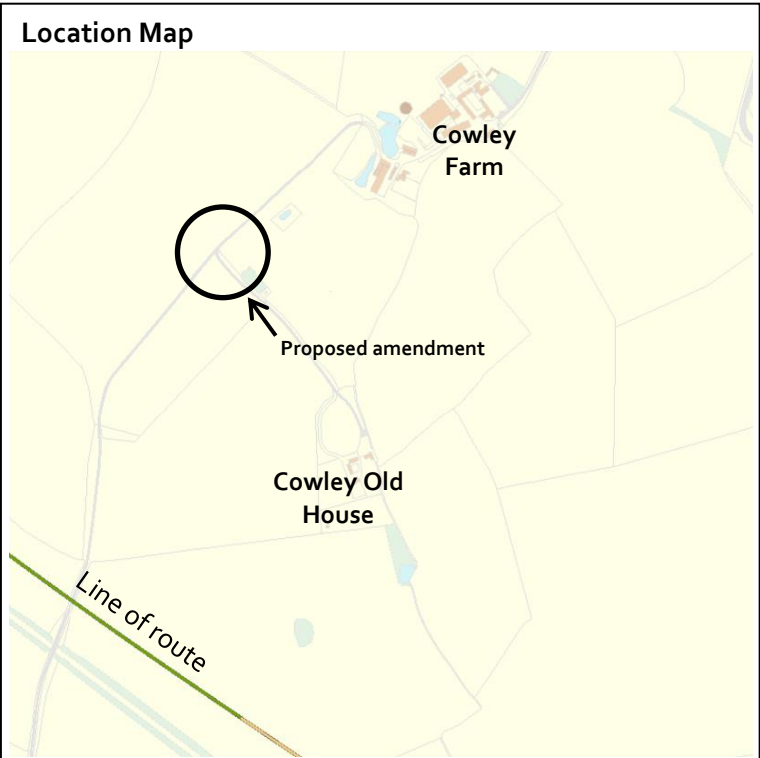 Location Map
Cowley
Farm
Proposed amendment
Cowley Old
House
Line of route